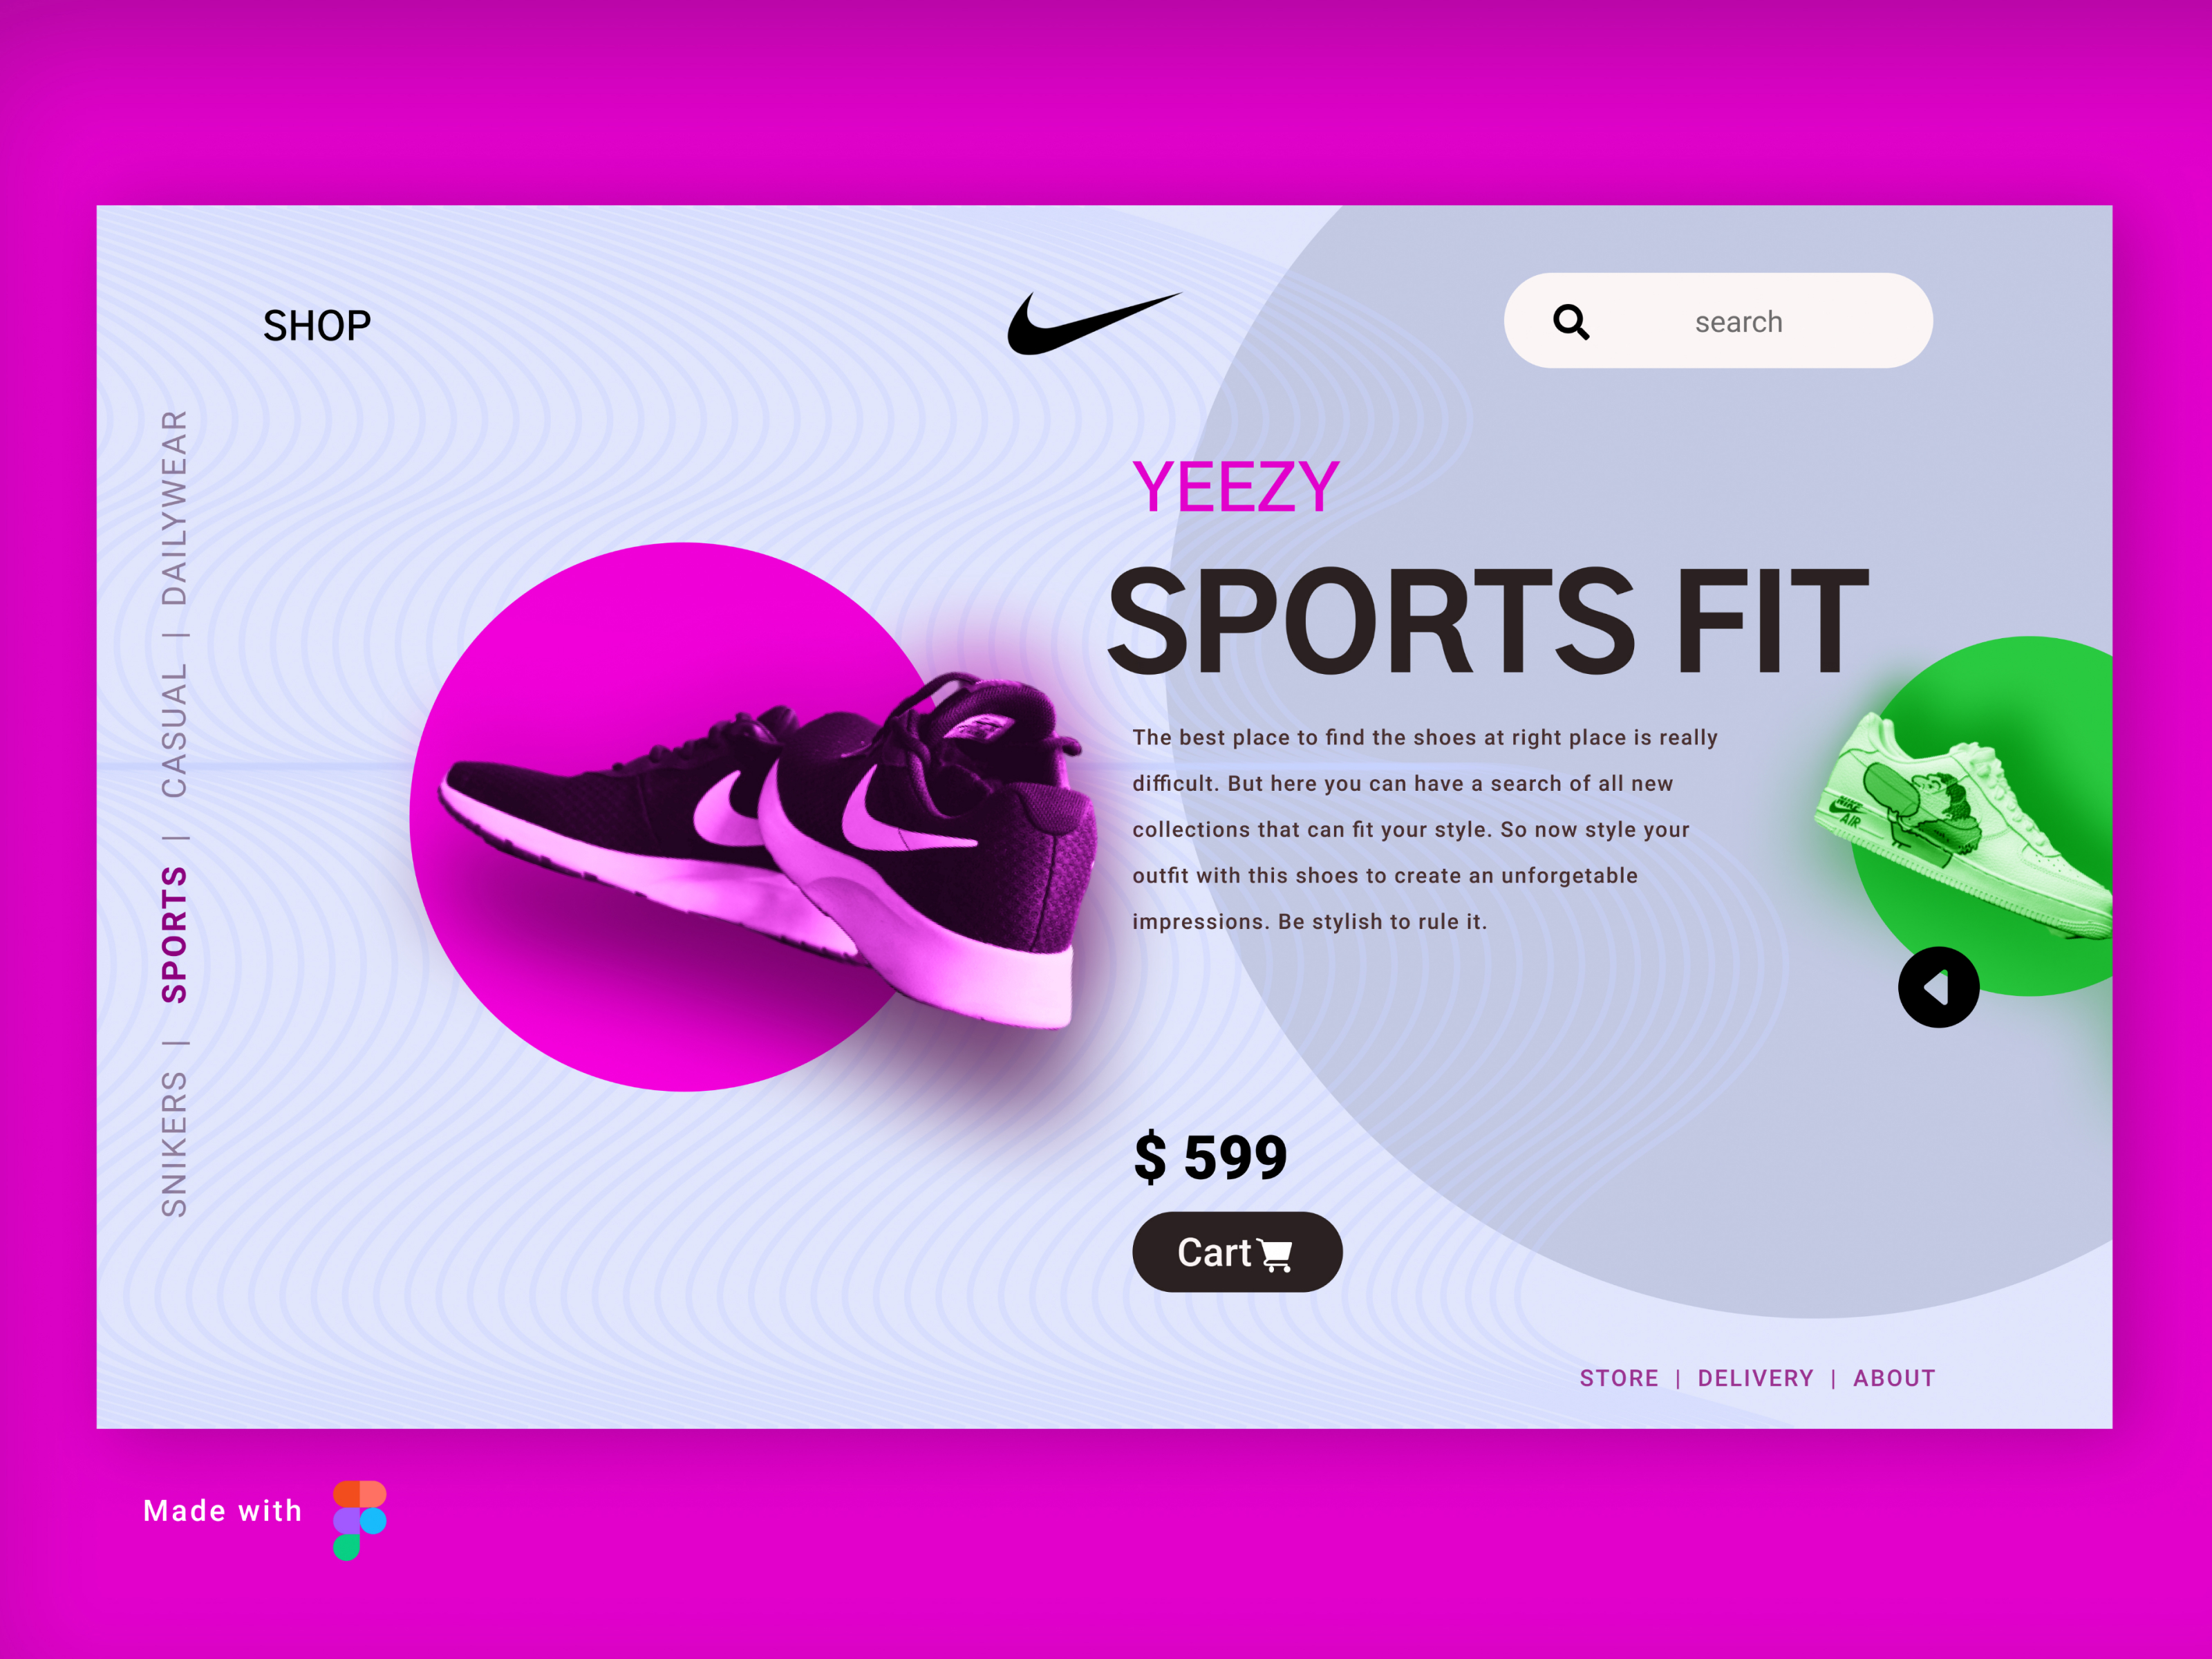 SHOP
search
SNIKERS | SPORTS | CASUAL | DAILYWEAR
YEEZY
SPORTS FIT
The best place to find the shoes at right place is really
difficult. But here you can have a search of all new
collections that can fit your style. So now style your
outfit with this shoes to create an unforgetable
impressions. Be stylish to rule it.
NIKE
AIR
$ 599
Cart
STORE | DELIVERY | ABOUT
Made with